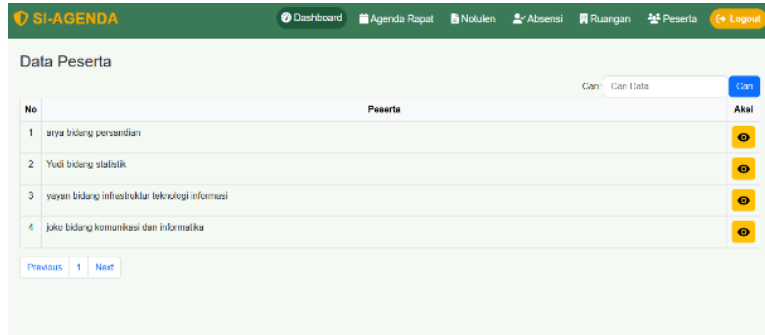 SI-AGENDA Dashboard Agenda Rapat Notulen Absensi Ruangan Peserta Logout
Data Peserta
Cari: Cari Data Cari
No Peserta Aksi
1 arya bidang persandian
2 Yudi bidang statistik
3 yayan bidang infrastruktur teknologi informasi
4 joko bidang komunikasi dan informatika
Previous 1 Next